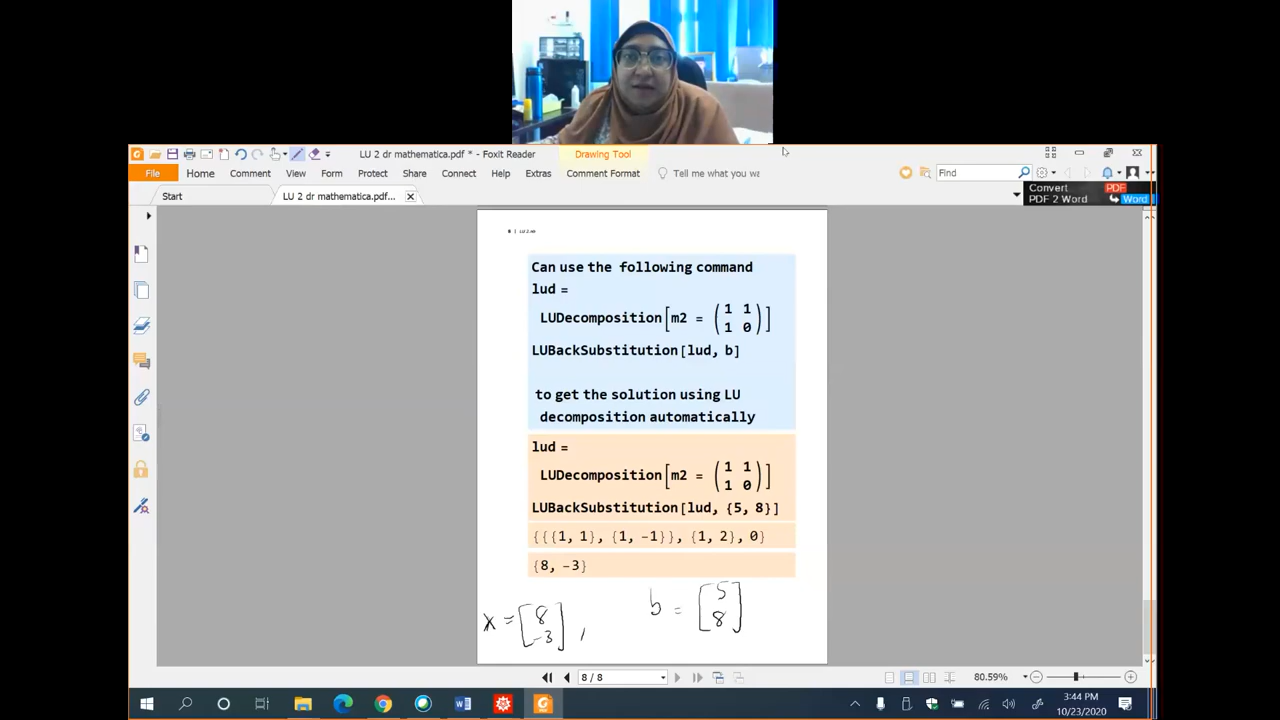 LU 2 dr mathematica.pdf * - Foxit Reader
Drawing Tool
File Home Comment View Form Protect Share Connect Help Extras Comment Format Tell me what you wa Find
Start LU 2 dr mathematica.pdf... Convert PDF
PDF 2 Word Word
Can use the following command
lud =
LUDecomposition[m2 = (1 1
1 0)]
LUBackSubstitution[lud, b]
to get the solution using LU
decomposition automatically
lud =
LUDecomposition[m2 = (1 1
1 0)]
LUBackSubstitution[lud, {5, 8}]
{{{1, 1}, {1, -1}}, {1, 2}, 0}
{8, -3}
x = [8
-3] ,
b = [5
8]
8 / 8
80.59%
3:44 PM
10/23/2020